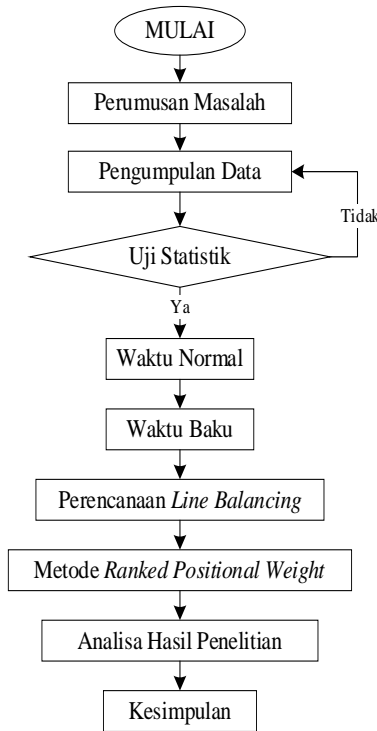 MULAI
Perumusan Masalah
Pengumpulan Data
Tidak
Uji Statistik
Ya
Waktu Normal
Waktu Baku
Perencanaan Line Balancing
Metode Ranked Positional Weight
Analisa Hasil Penelitian
Kesimpulan